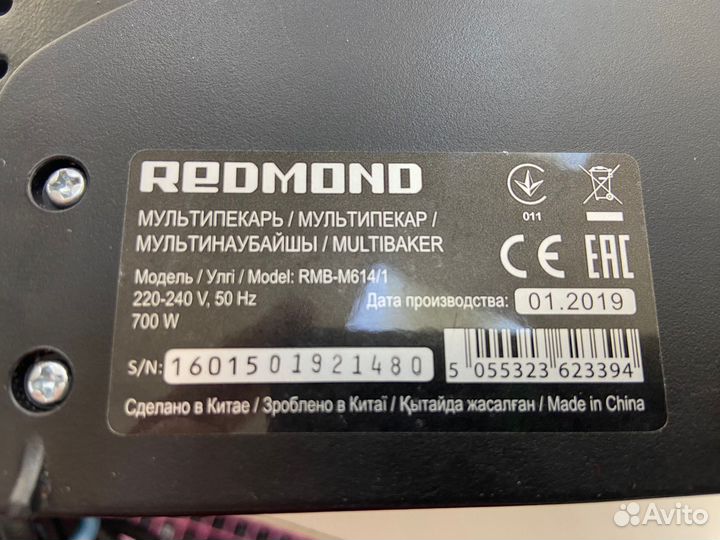 REDMOND
011
МУЛЬТИПЕКАРЬ / МУЛЬТИПЕКАР /
МУЛЬТИНАУБАЙШЫ / MULTIBAKER
CE EAC
Модель / Үлгі / Model: RMB-M614/1
220-240 V, 50 Hz
Дата производства: 01.2019
700 W
S/N: 1601501921480
5 055323 623394
Сделано в Китае / Зроблено в Китаї / Қытайда жасалған / Made in China
Avito